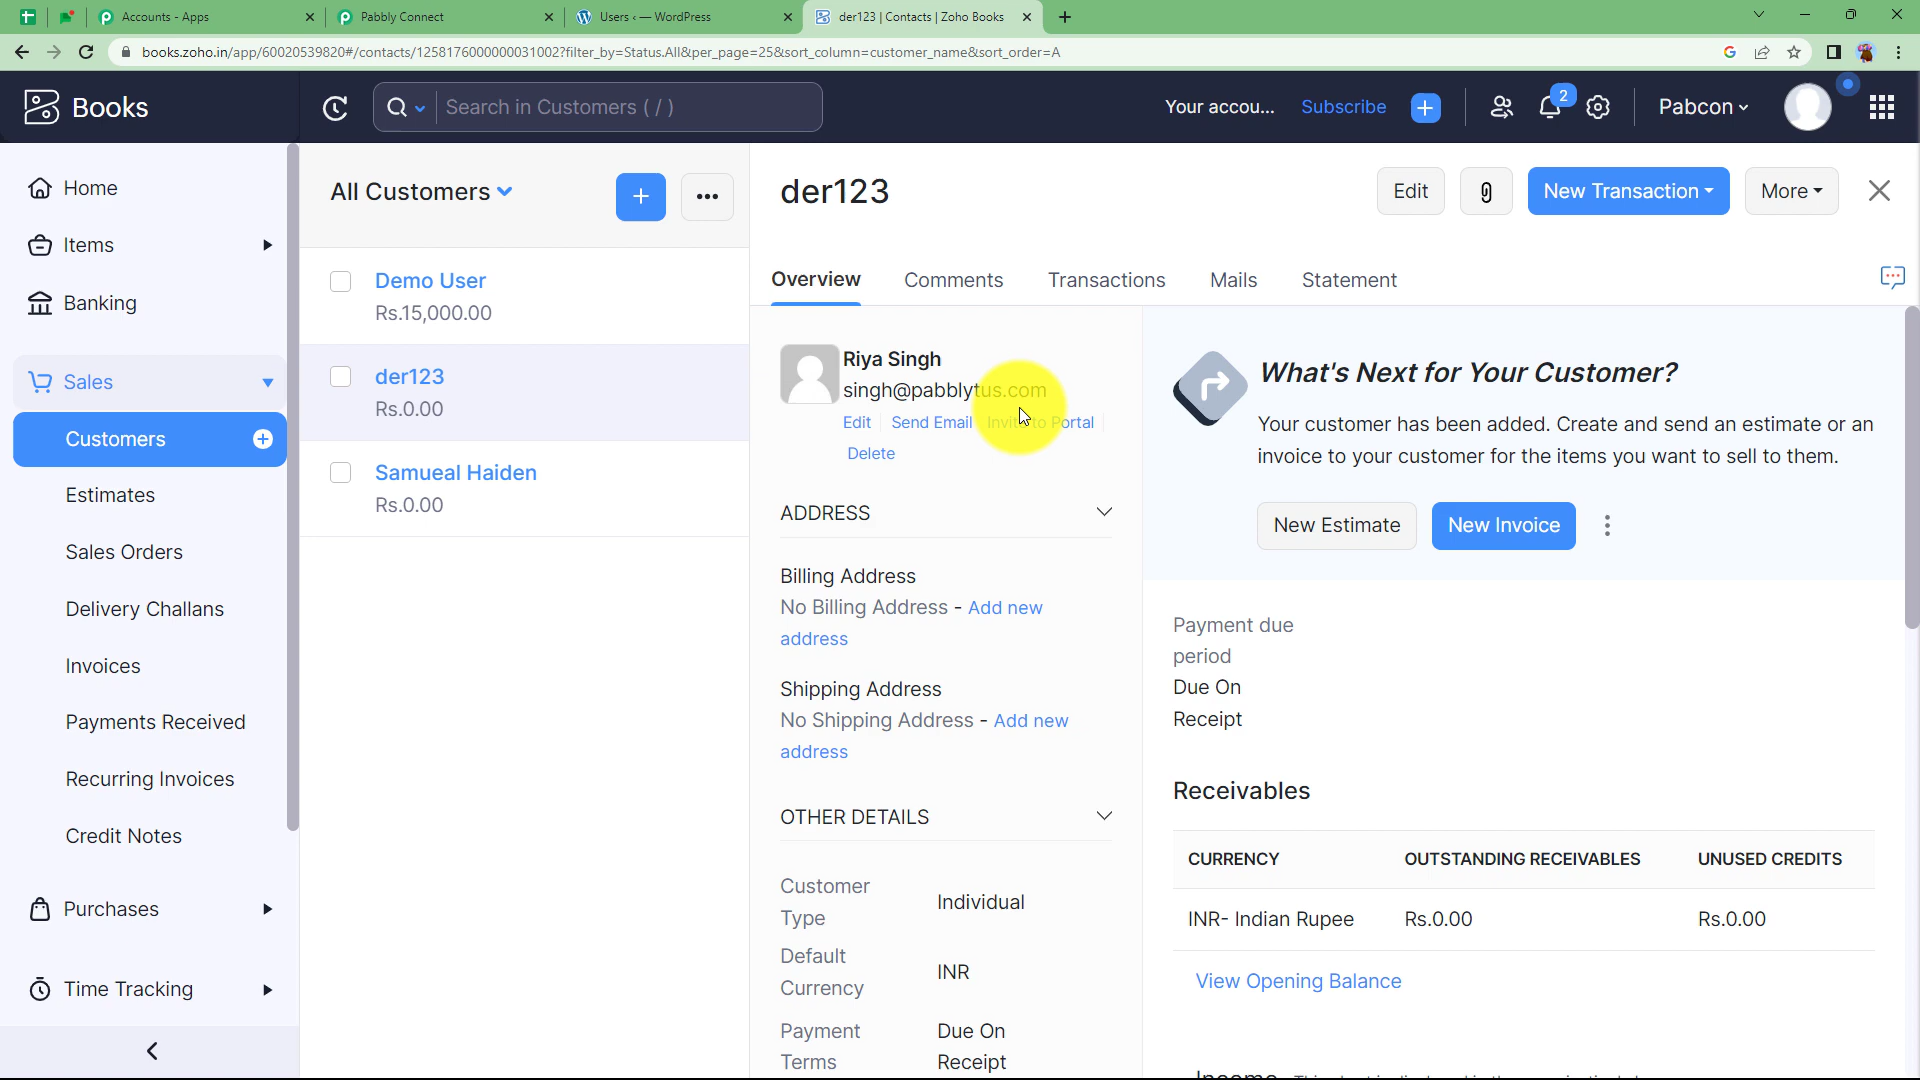 Accounts - Apps
Pabbly Connect
Users ‹ — WordPress
der123 | Contacts | Zoho Books
books.zoho.in/app/60020539820#/contacts/1258176000000031002?filter_by=Status.All&per_page=25&sort_column=customer_name&sort_order=A
Books
Search in Customers ( / )
Your accou...
Subscribe
2
Pabcon
Home
Items
Banking
Sales
Customers
Estimates
Sales Orders
Delivery Challans
Invoices
Payments Received
Recurring Invoices
Credit Notes
Purchases
Time Tracking
All Customers
Demo User
Rs.15,000.00
der123
Rs.0.00
Samueal Haiden
Rs.0.00
der123
Edit
New Transaction
More
Overview
Comments
Transactions
Mails
Statement
Riya Singh
singh@pabblytus.com
Edit
Send Email
Invite to Portal
Delete
ADDRESS
Billing Address
No Billing Address - Add new
address
Shipping Address
No Shipping Address - Add new
address
OTHER DETAILS
Customer
Type
Individual
Default
Currency
INR
Payment
Terms
Due On
Receipt
What's Next for Your Customer?
Your customer has been added. Create and send an estimate or an
invoice to your customer for the items you want to sell to them.
New Estimate
New Invoice
Payment due
period
Due On
Receipt
Receivables
CURRENCY
OUTSTANDING RECEIVABLES
UNUSED CREDITS
INR- Indian Rupee
Rs.0.00
Rs.0.00
View Opening Balance